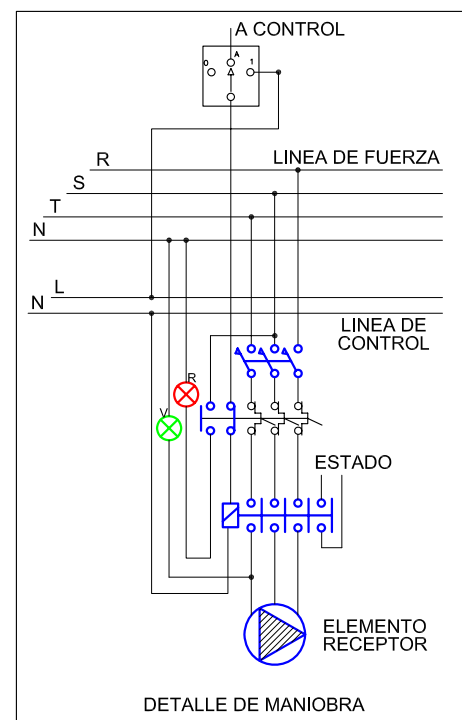 A CONTROL
A
0 1
R LINEA DE FUERZA
S
T
N
L
N
LINEA DE
CONTROL
R
V
ESTADO
ELEMENTO
RECEPTOR
DETALLE DE MANIOBRA